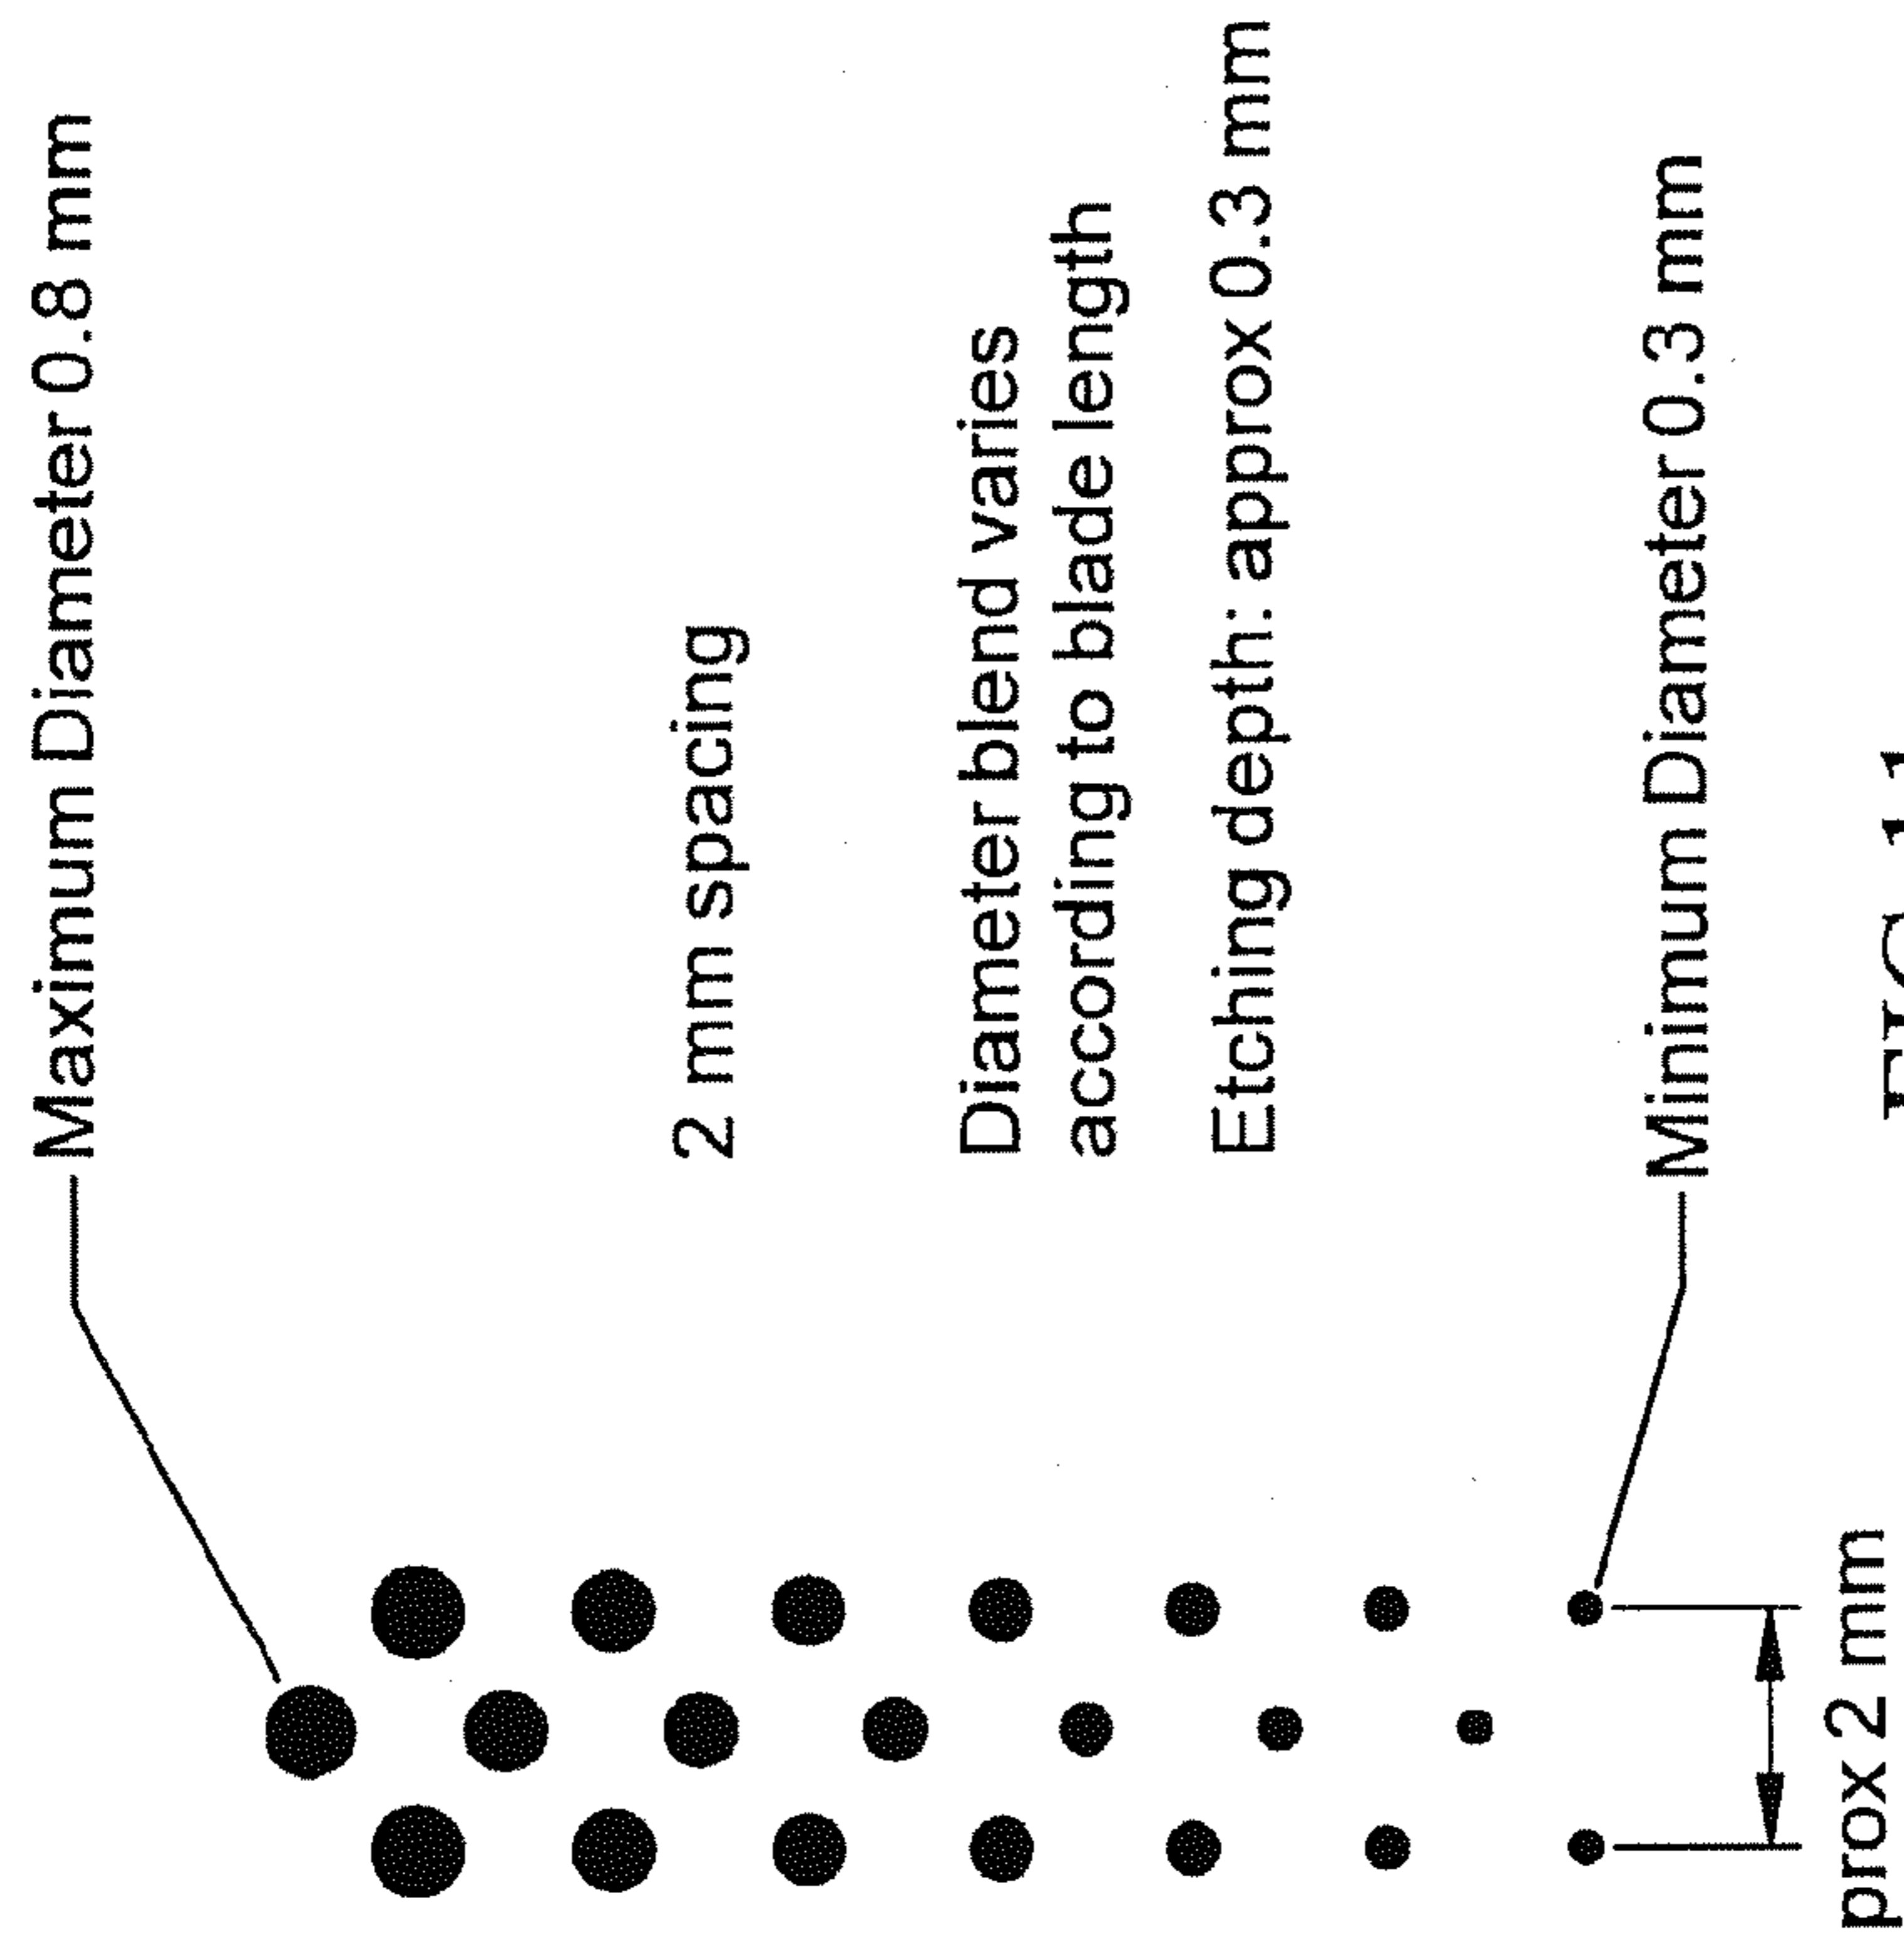 Maximum Diameter 0.8 mm
2 mm spacing
Diameter blend varies
according to blade length
Etching depth: approx 0.3 mm
Minimum Diameter 0.3 mm
prox 2 mm